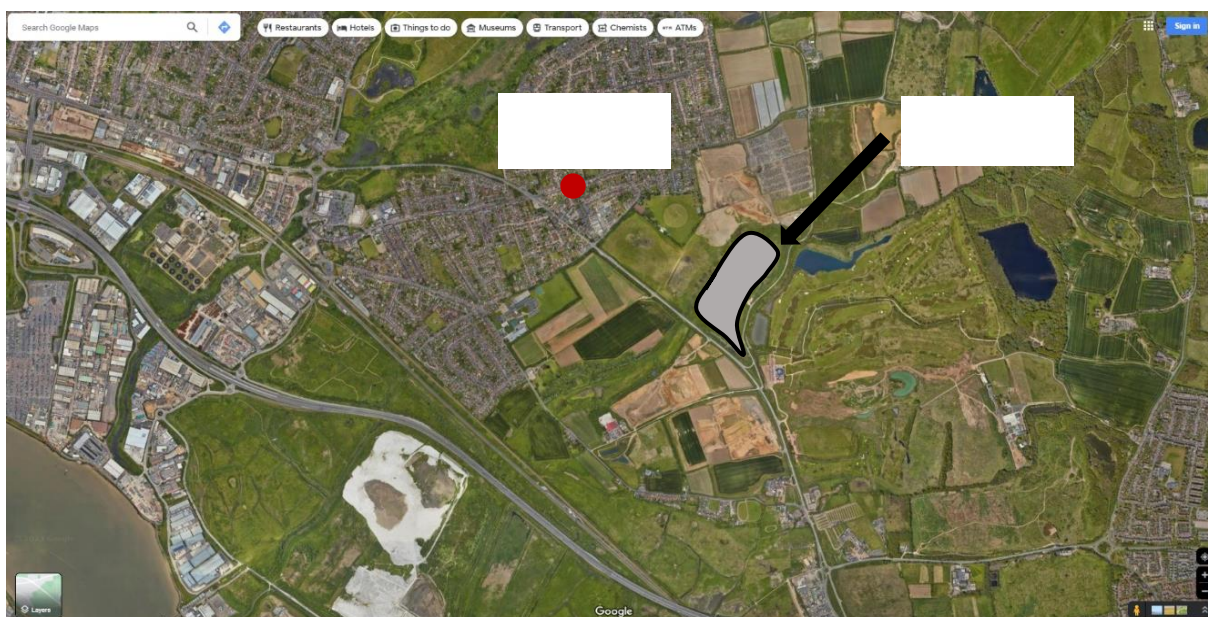 Search Google Maps
Restaurants
Hotels
Things to do
Museums
Transport
Chemists
ATMs
Sign in
Layers
Google